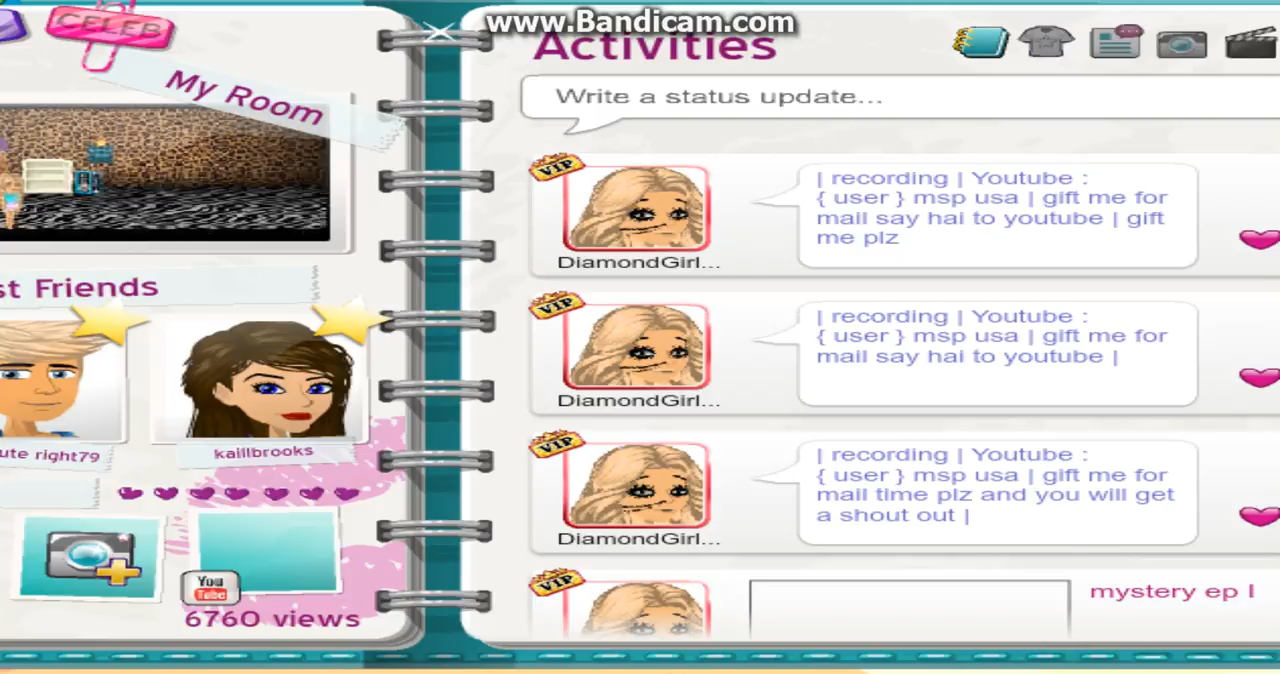 www.Bandicam.com
CELEB
My Room
st Friends
ute right79
kaillbrooks
You
Tube
6760 views
Activities
Write a status update...
VIP
DiamondGirl...
| recording | Youtube :
{ user } msp usa | gift me for
mail say hai to youtube | gift
me plz
VIP
DiamondGirl...
| recording | Youtube :
{ user } msp usa | gift me for
mail say hai to youtube |
VIP
DiamondGirl...
| recording | Youtube :
{ user } msp usa | gift me for
mail tIme plz and you will get
a shout out |
VIP
mystery ep I